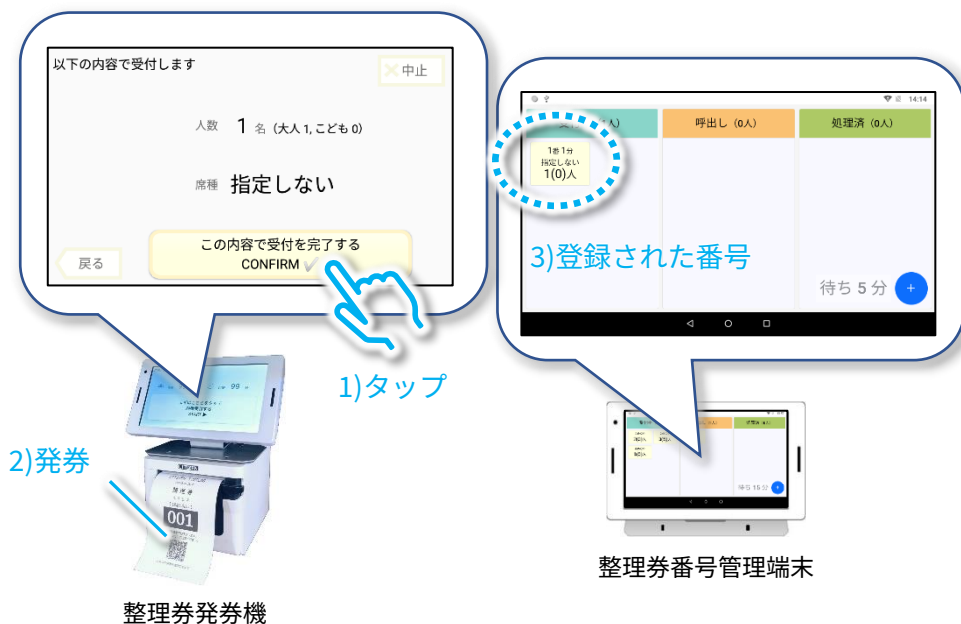 以下の内容で受付します
中止
人数 1 名 (大人 1, こども 0)
席種 指定しない
この内容で受付を完了する
CONFIRM
戻る
1)タップ
2)発券
001
整理券発券機
14:14
呼出し (0人)
処理済 (0人)
1番 1分
指定しない
1(0)人
3)登録された番号
待ち 5 分 +
整理券番号管理端末